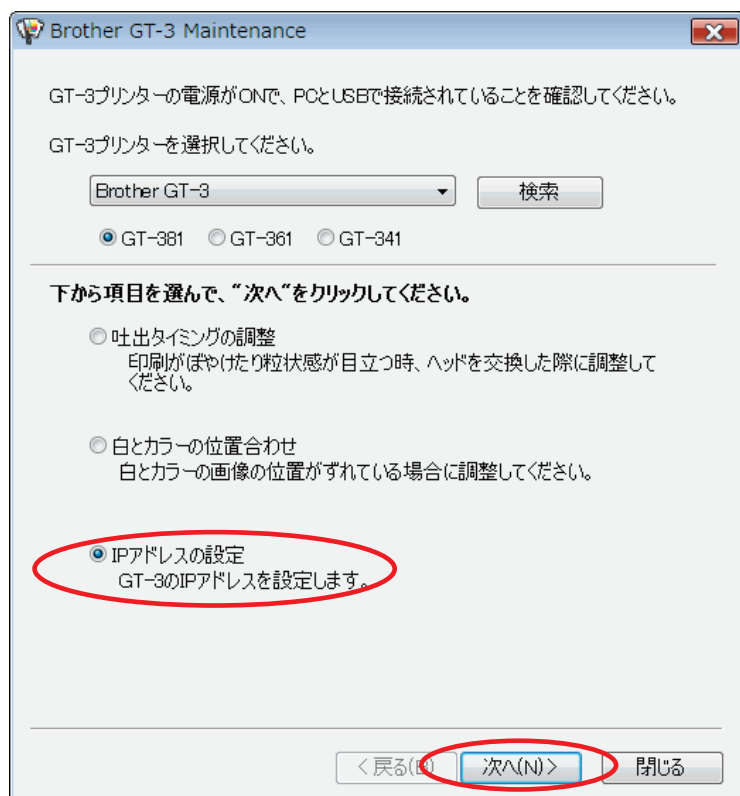 Brother GT-3 Maintenance
GT-3プリンターの電源がONで、PCとUSBで接続されていることを確認してください。
GT-3プリンターを選択してください。
Brother GT-3 検索
GT-381 GT-361 GT-341
下から項目を選んで、“次へ”をクリックしてください。
吐出タイミングの調整
印刷がぼやけたり粒状感が目立つ時、ヘッドを交換した際に調整して
ください。
白とカラーの位置合わせ
白とカラーの画像の位置がずれている場合に調整してください。
IPアドレスの設定
GT-3のIPアドレスを設定します。
<戻る(B) 次へ(N)> 閉じる